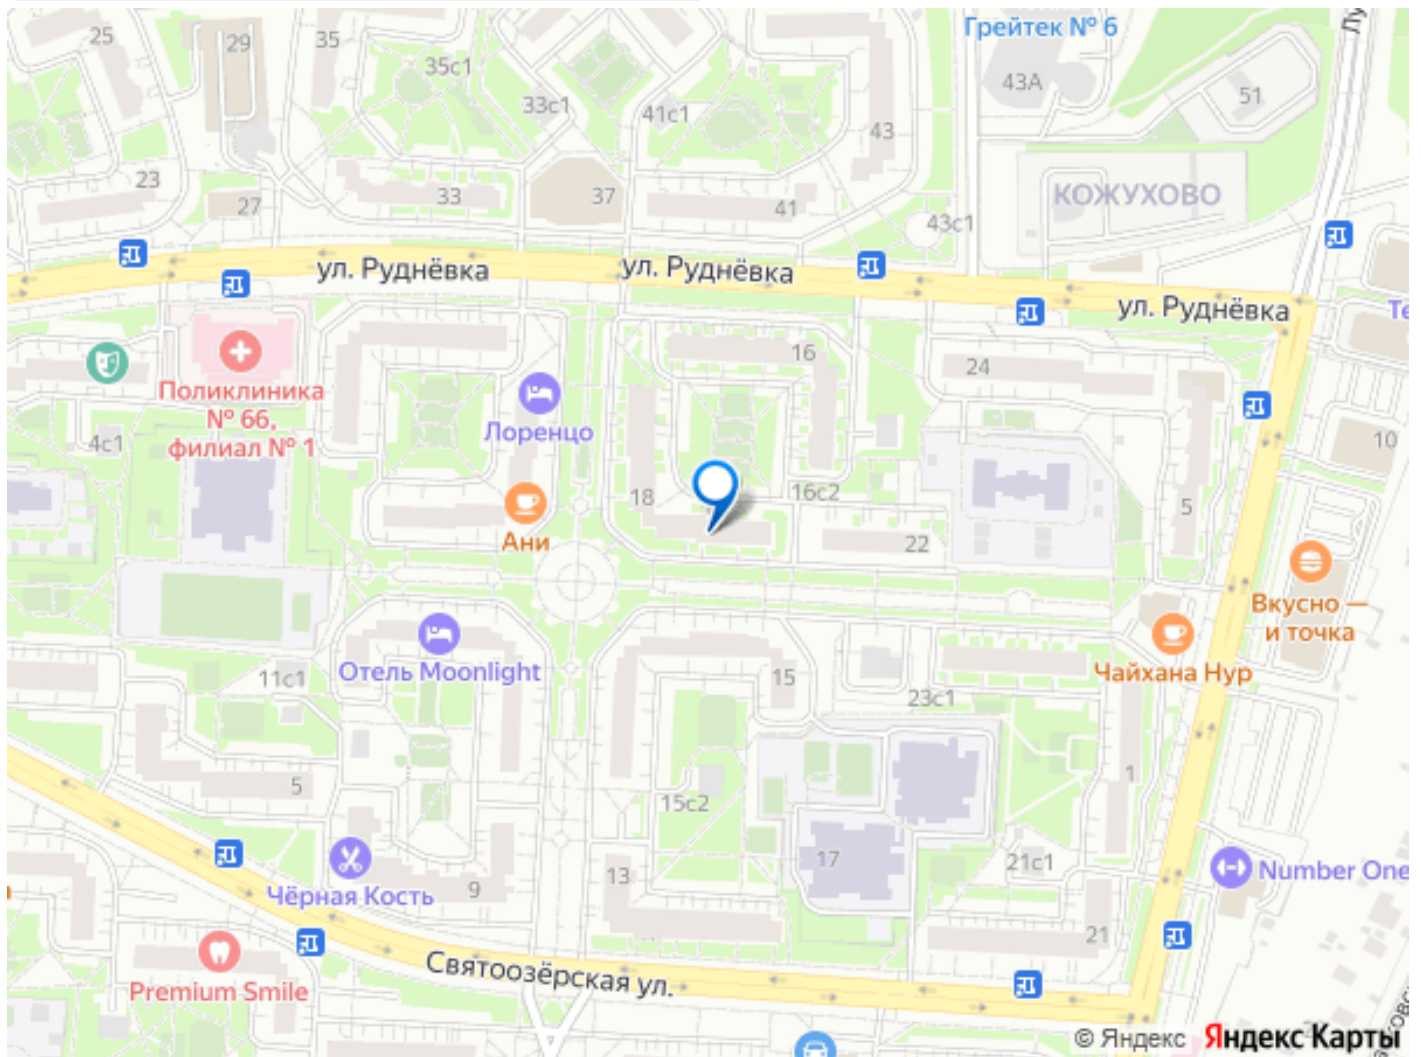 Грейтек № 6
25
29
35
35с1
33с1
41с1
43
43А
51
23
27
33
37
41
43с1
КОЖУХОВО
ул. Руднёвка
ул. Руднёвка
ул. Руднёвка
16
24
Поликлиника
№ 66,
филиал № 1
Лоренцо
4с1
10
18
16с2
5
Ани
22
Вкусно —
и точка
Отель Moonlight
Чайхана Нур
11с1
15
23с1
5
1
15с2
17
21с1
13
9
Чёрная Кость
Number One
21
Святоозёрская ул.
Premium Smile
© Яндекс Яндекс Карты